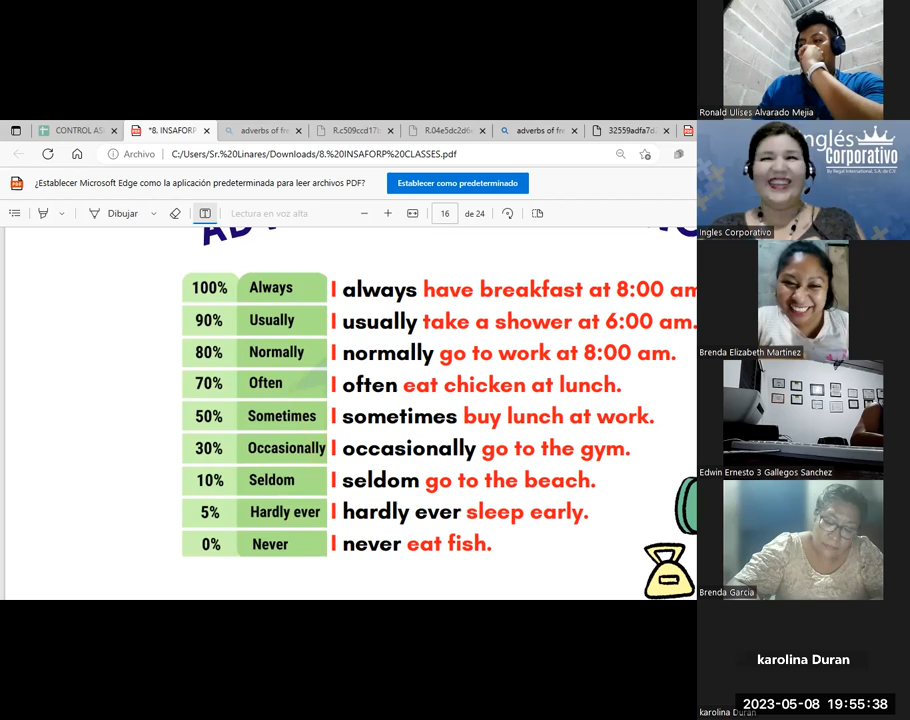 CONTROL AS
*8. INSAFORP
adverbs of fre
R.c509ccd17
R.04e5dc2d6
adverbs of fre
32559adfa7d
Archivo
C:/Users/Sr.%20Linares/Downloads/8.%20INSAFORP%20CLASSES.pdf
¿Establecer Microsoft Edge como la aplicación predeterminada para leer archivos PDF?
Establecer como predeterminado
Dibujar
Lectura en voz alta
16
de 24
100% Always I always have breakfast at 8:00 am
90% Usually I usually take a shower at 6:00 am.
80% Normally I normally go to work at 8:00 am.
70% Often I often eat chicken at lunch.
50% Sometimes I sometimes buy lunch at work.
30% Occasionally I occasionally go to the gym.
10% Seldom I seldom go to the beach.
5% Hardly ever I hardly ever sleep early.
0% Never I never eat fish.
Ronald Ulises Alvarado Mejia
Inglés
Corporativo
By Regal International, S.A. de C.V.
Ingles Corporativo
Brenda Elizabeth Martinez
Edwin Ernesto 3 Gallegos Sanchez
Brenda Garcia
karolina Duran
karolina Duran
2023-05-08 19:55:38